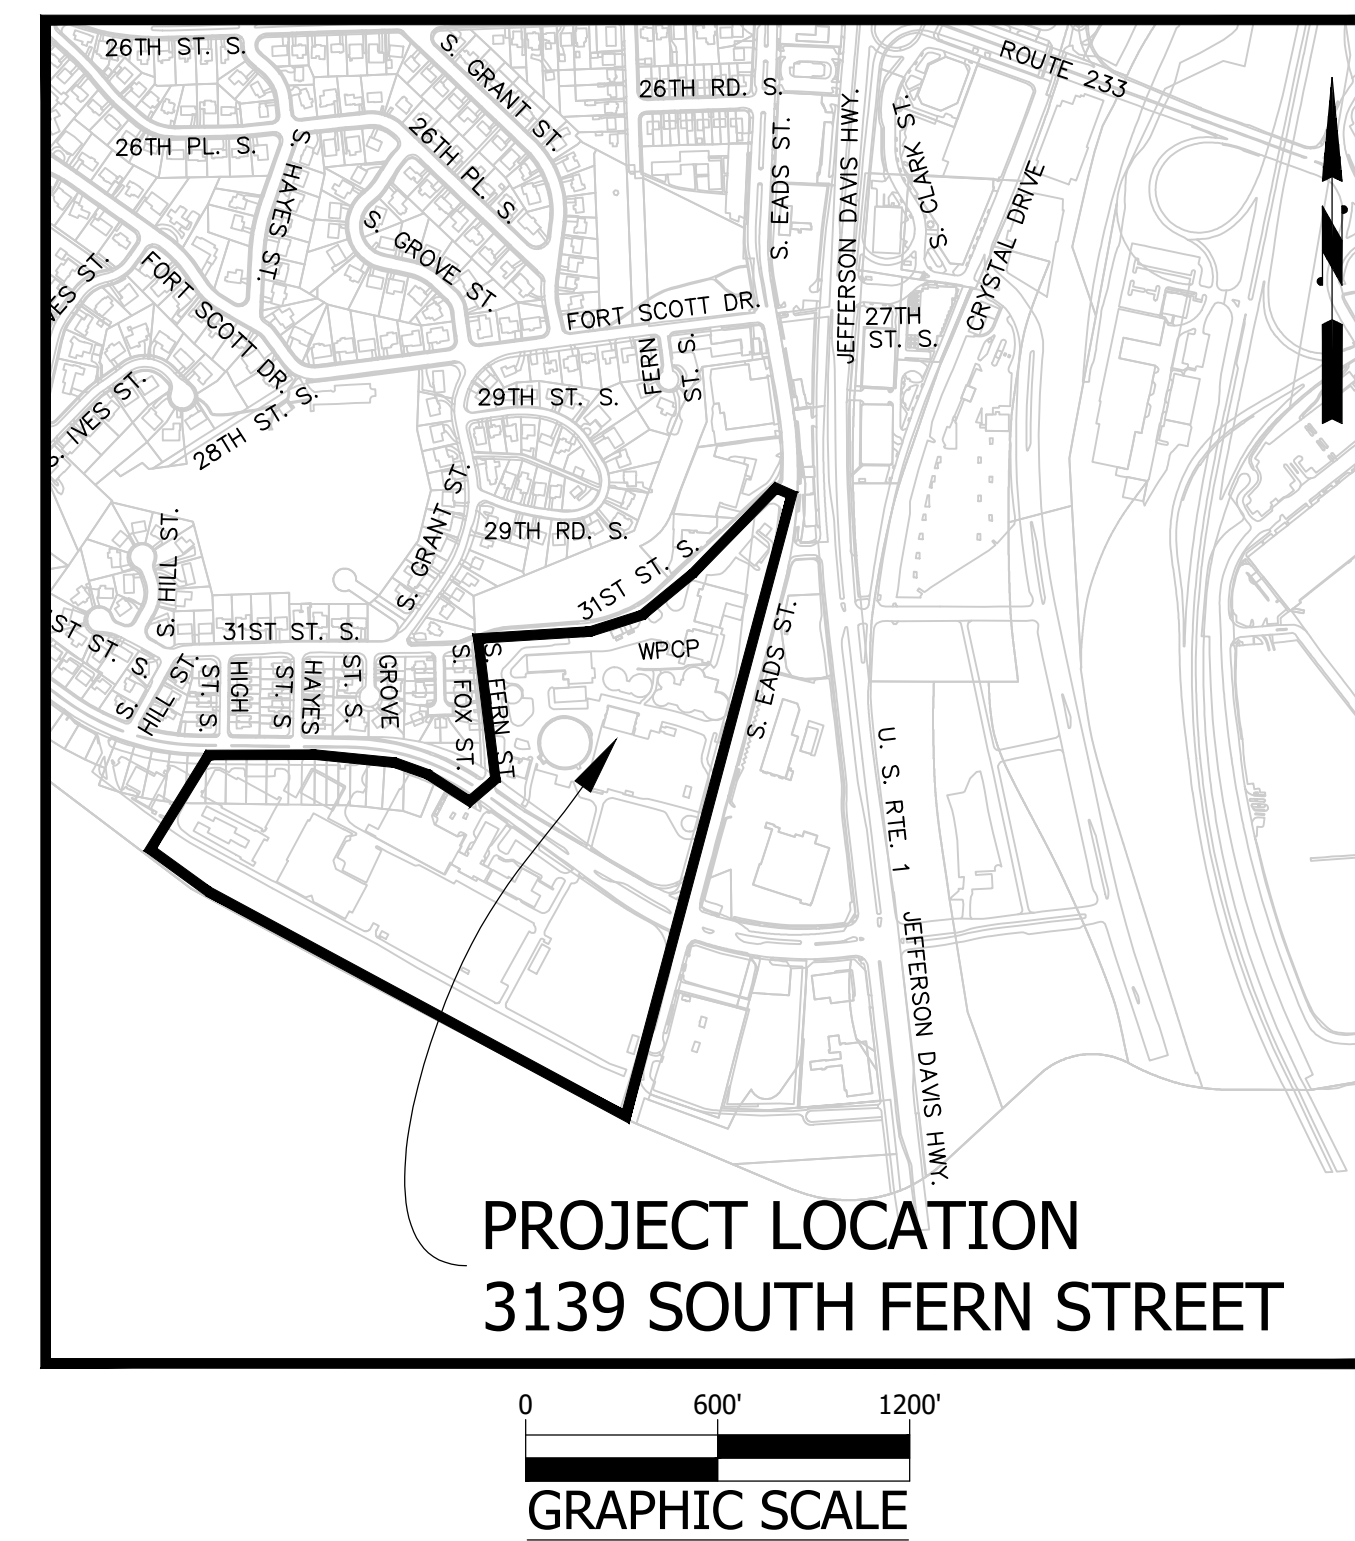 26TH ST. S.
S. GRANT ST.
ROUTE 233
26TH RD. S.
26TH PL. S.
S. HAYES ST.
26TH PL. S.
S. EADS ST.
JEFFERSON DAVIS HWY.
S. CLARK ST.
CRYSTAL DRIVE
S. GROVE ST.
FORT SCOTT DR.
FORT SCOTT DR.
27TH
ST. S.
FERN
ST. S.
S. IVES ST.
28TH ST. S.
29TH ST. S.
S. GRANT ST.
29TH RD. S.
S. HILL ST.
31ST ST. S.
31ST ST. S.
ST ST. S.
WPCP
S. HILL ST.
HIGH
ST. S.
HAYES
ST. S
GROVE
ST. S.
S. FOX ST.
S. FERN ST
S. EADS ST.
U. S. RTE. 1
JEFFERSON DAVIS HWY.
N
PROJECT LOCATION
3139 SOUTH FERN STREET
0 600' 1200'
GRAPHIC SCALE